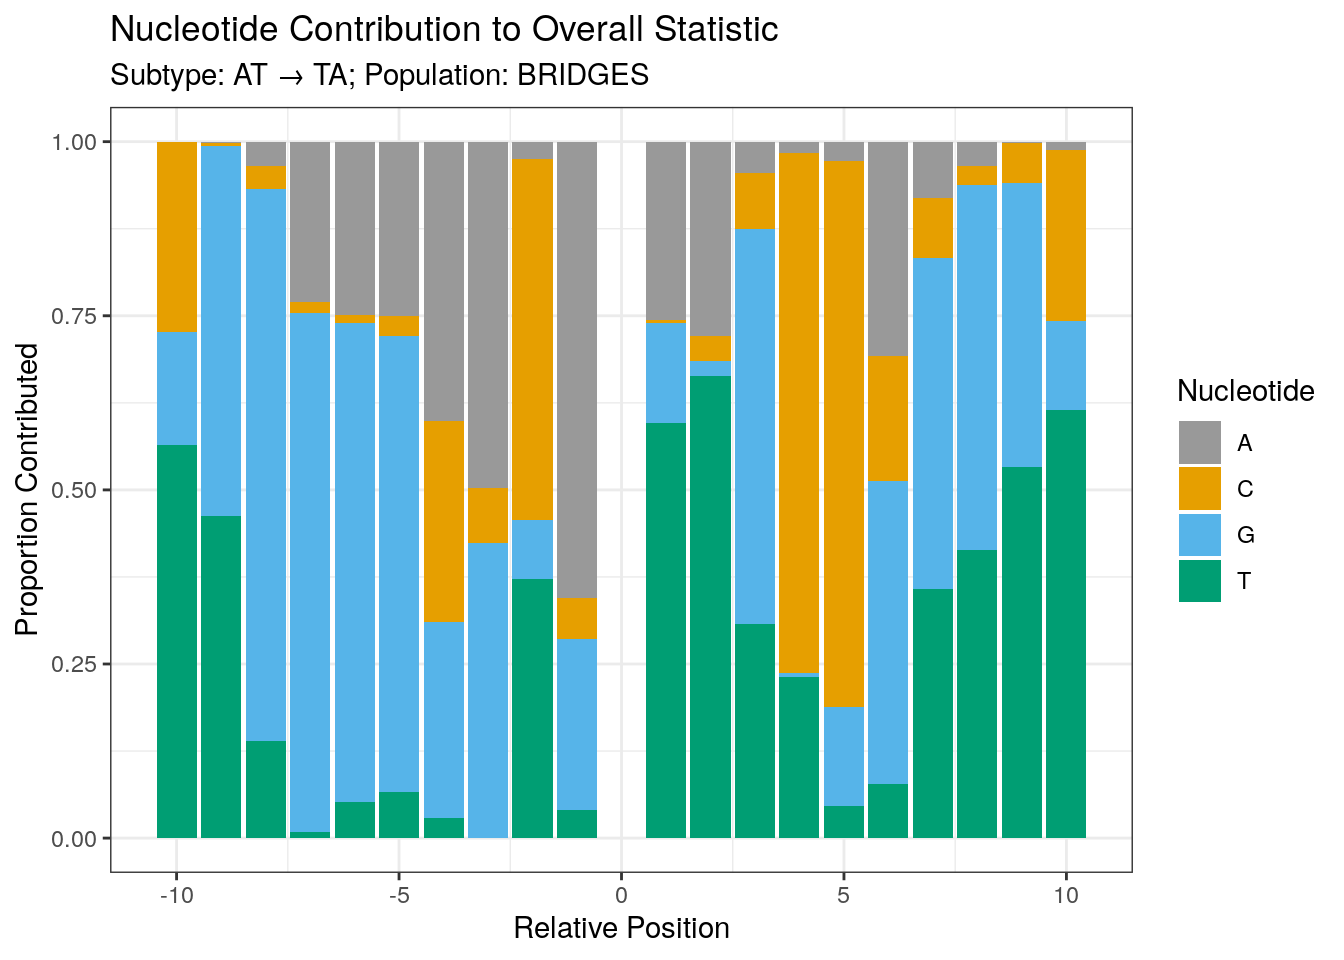 Nucleotide Contribution to Overall Statistic
Subtype: AT → TA; Population: BRIDGES
1.00
0.75
0.50
0.25
0.00
Proportion Contributed
-10
-5
0
5
10
Relative Position
Nucleotide
A
C
G
T